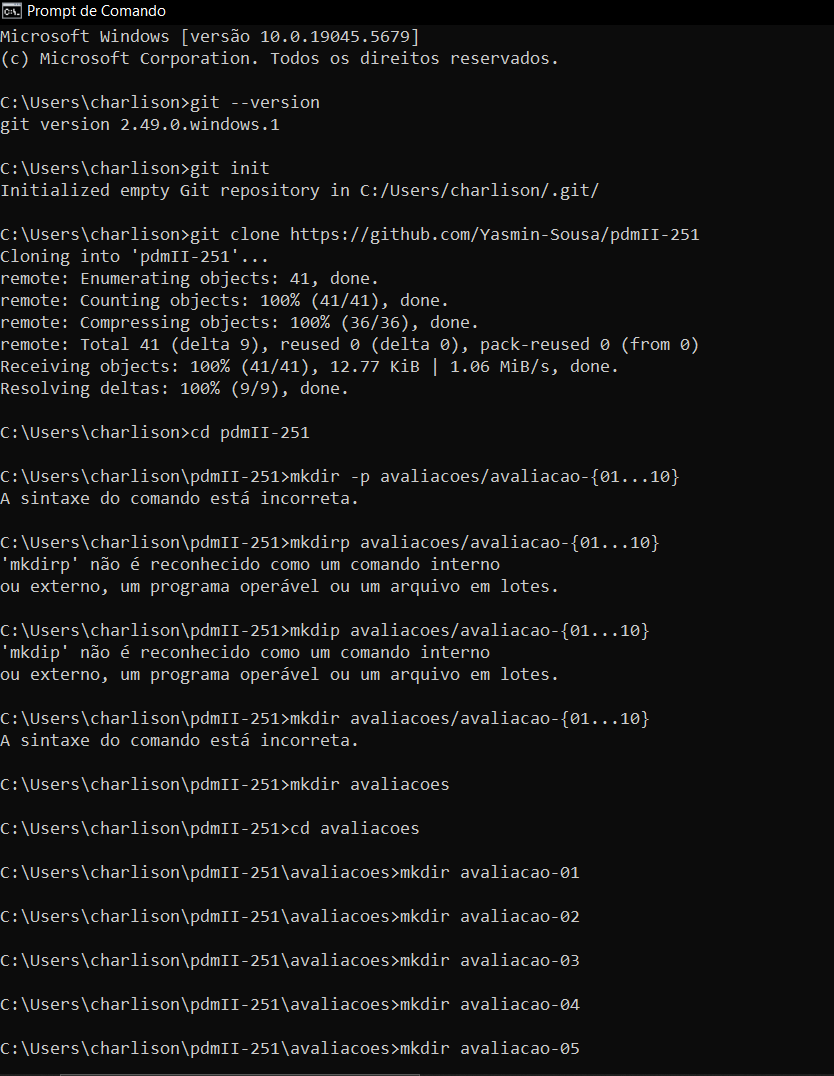 Prompt de Comando
Microsoft Windows [versão 10.0.19045.5679]
(c) Microsoft Corporation. Todos os direitos reservados.
C:\Users\charlison>git --version
git version 2.49.0.windows.1
C:\Users\charlison>git init
Initialized empty Git repository in C:/Users/charlison/.git/
C:\Users\charlison>git clone https://github.com/Yasmin-Sousa/pdmII-251
Cloning into 'pdmII-251'...
remote: Enumerating objects: 41, done.
remote: Counting objects: 100% (41/41), done.
remote: Compressing objects: 100% (36/36), done.
remote: Total 41 (delta 9), reused 0 (delta 0), pack-reused 0 (from 0)
Receiving objects: 100% (41/41), 12.77 KiB | 1.06 MiB/s, done.
Resolving deltas: 100% (9/9), done.
C:\Users\charlison>cd pdmII-251
C:\Users\charlison\pdmII-251>mkdir -p avaliacoes/avaliacao-{01...10}
A sintaxe do comando está incorreta.
C:\Users\charlison\pdmII-251>mkdirp avaliacoes/avaliacao-{01...10}
'mkdirp' não é reconhecido como um comando interno
ou externo, um programa operável ou um arquivo em lotes.
C:\Users\charlison\pdmII-251>mkdip avaliacoes/avaliacao-{01...10}
'mkdip' não é reconhecido como um comando interno
ou externo, um programa operável ou um arquivo em lotes.
C:\Users\charlison\pdmII-251>mkdir avaliacoes/avaliacao-{01...10}
A sintaxe do comando está incorreta.
C:\Users\charlison\pdmII-251>mkdir avaliacoes
C:\Users\charlison\pdmII-251>cd avaliacoes
C:\Users\charlison\pdmII-251\avaliacoes>mkdir avaliacao-01
C:\Users\charlison\pdmII-251\avaliacoes>mkdir avaliacao-02
C:\Users\charlison\pdmII-251\avaliacoes>mkdir avaliacao-03
C:\Users\charlison\pdmII-251\avaliacoes>mkdir avaliacao-04
C:\Users\charlison\pdmII-251\avaliacoes>mkdir avaliacao-05